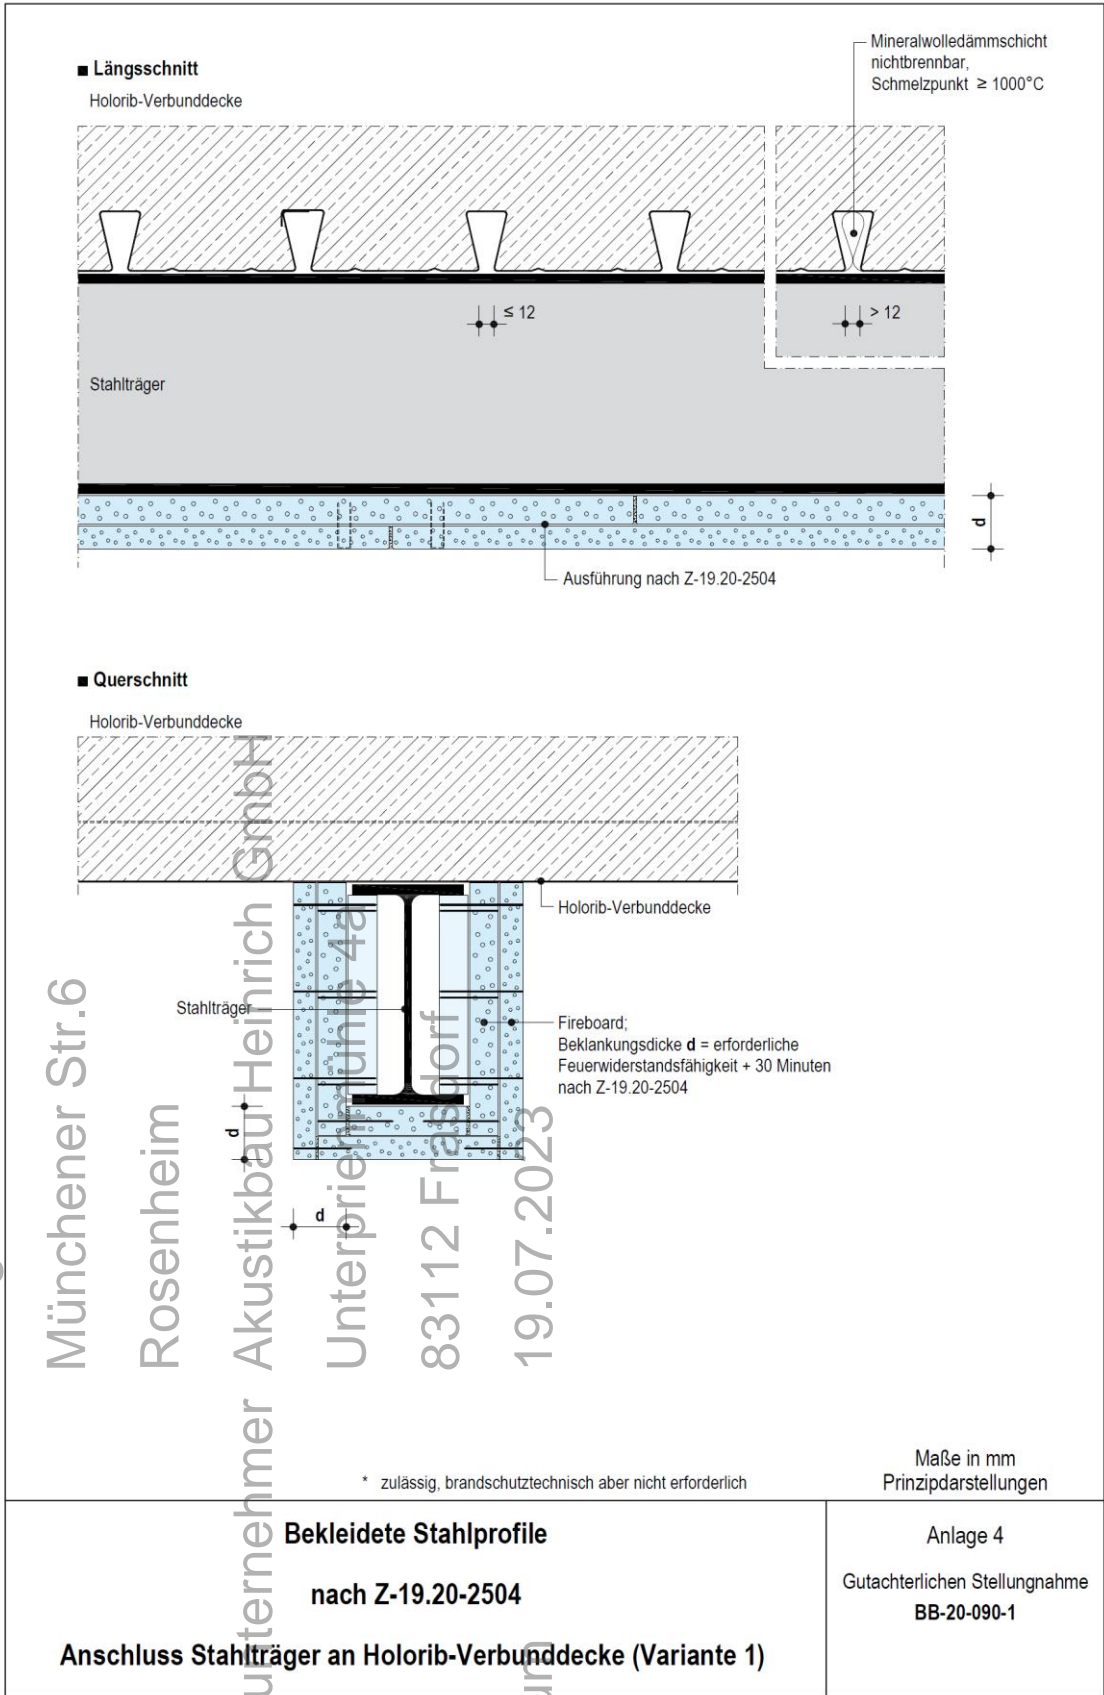 ■ Längsschnitt
Holorib-Verbunddecke
Mineralwolledämmschicht
nichtbrennbar,
Schmelzpunkt ≥ 1000°C
≤ 12
> 12
Stahlträger
d
Ausführung nach Z-19.20-2504
■ Querschnitt
Holorib-Verbunddecke
Holorib-Verbunddecke
Stahlträger
Fireboard;
Beklankungsdicke d = erforderliche
Feuerwiderstandsfähigkeit + 30 Minuten
nach Z-19.20-2504
d
d
Münchener Str.6
Rosenheim
unternehmer Akustikbau Heinrich GmbH
Unterprienmühle 4a
83112 Frasdorf
19.07.2023
* zulässig, brandschutztechnisch aber nicht erforderlich
Maße in mm
Prinzipdarstellungen
Bekleidete Stahlprofile
nach Z-19.20-2504
Anschluss Stahlträger an Holorib-Verbunddecke (Variante 1)
Anlage 4
Gutachterlichen Stellungnahme
BB-20-090-1